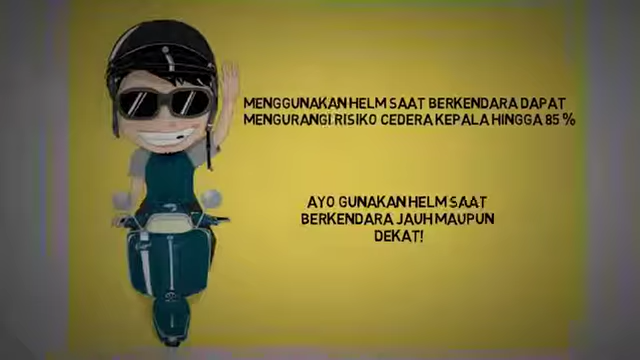 MENGGUNAKAN HELM SAAT BERKENDARA DAPAT
MENGURANGI RISIKO CEDERA KEPALA HINGGA 85 %
AYO GUNAKAN HELM SAAT
BERKENDARA JAUH MAUPUN
DEKAT!